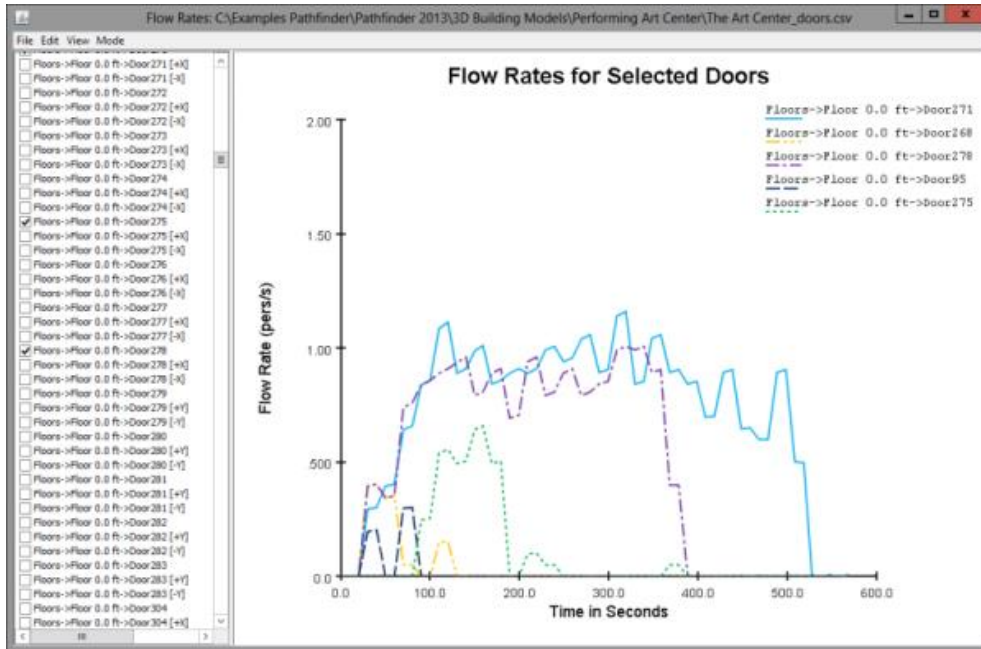 Flow Rates: C:\Examples Pathfinder\Pathfinder 2013\3D Building Models\Performing Art Center\The Art Center_doors.csv
File Edit View Mode
Floors->Floor 0.0 ft->Door271 [+X]
Floors->Floor 0.0 ft->Door271 [-X]
Floors->Floor 0.0 ft->Door272
Floors->Floor 0.0 ft->Door272 [+X]
Floors->Floor 0.0 ft->Door272 [-X]
Floors->Floor 0.0 ft->Door273
Floors->Floor 0.0 ft->Door273 [+X]
Floors->Floor 0.0 ft->Door273 [-X]
Floors->Floor 0.0 ft->Door274
Floors->Floor 0.0 ft->Door274 [+X]
Floors->Floor 0.0 ft->Door274 [-X]
Floors->Floor 0.0 ft->Door275
Floors->Floor 0.0 ft->Door275 [+X]
Floors->Floor 0.0 ft->Door275 [-X]
Floors->Floor 0.0 ft->Door276
Floors->Floor 0.0 ft->Door276 [+X]
Floors->Floor 0.0 ft->Door276 [-X]
Floors->Floor 0.0 ft->Door277
Floors->Floor 0.0 ft->Door277 [+X]
Floors->Floor 0.0 ft->Door277 [-X]
Floors->Floor 0.0 ft->Door278
Floors->Floor 0.0 ft->Door278 [+X]
Floors->Floor 0.0 ft->Door278 [-X]
Floors->Floor 0.0 ft->Door279
Floors->Floor 0.0 ft->Door279 [+Y]
Floors->Floor 0.0 ft->Door279 [-Y]
Floors->Floor 0.0 ft->Door280
Floors->Floor 0.0 ft->Door280 [+Y]
Floors->Floor 0.0 ft->Door280 [-Y]
Floors->Floor 0.0 ft->Door281
Floors->Floor 0.0 ft->Door281 [+Y]
Floors->Floor 0.0 ft->Door281 [-Y]
Floors->Floor 0.0 ft->Door282
Floors->Floor 0.0 ft->Door282 [+Y]
Floors->Floor 0.0 ft->Door282 [-Y]
Floors->Floor 0.0 ft->Door283
Floors->Floor 0.0 ft->Door283 [+Y]
Floors->Floor 0.0 ft->Door283 [-Y]
Floors->Floor 0.0 ft->Door304
Floors->Floor 0.0 ft->Door304 [+X]
Flow Rates for Selected Doors
Floors->Floor 0.0 ft->Door271
Floors->Floor 0.0 ft->Door268
Floors->Floor 0.0 ft->Door278
Floors->Floor 0.0 ft->Door95
Floors->Floor 0.0 ft->Door275
2.00
1.50
1.00
500
0.0
Flow Rate (pers/s)
0.0 100.0 200.0 300.0 400.0 500.0 600.0
Time in Seconds